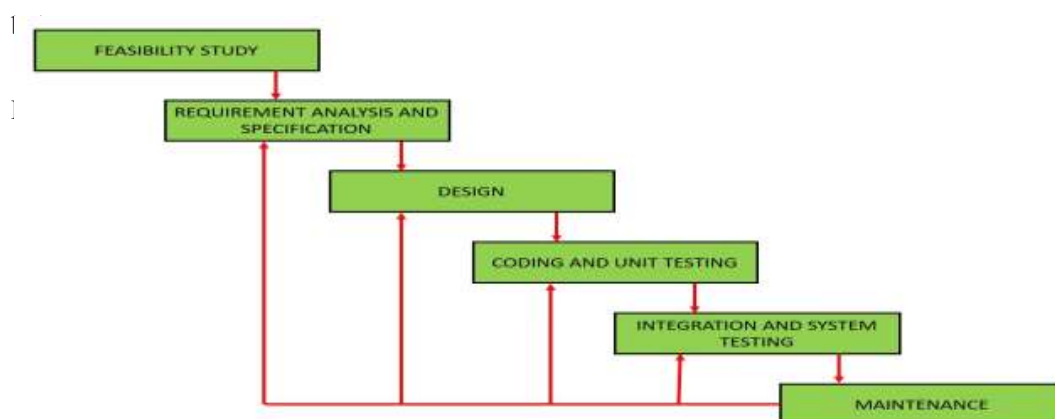 FEASIBILITY STUDY
REQUIREMENT ANALYSIS AND
SPECIFICATION
DESIGN
CODING AND UNIT TESTING
INTEGRATION AND SYSTEM
TESTING
MAINTENANCE